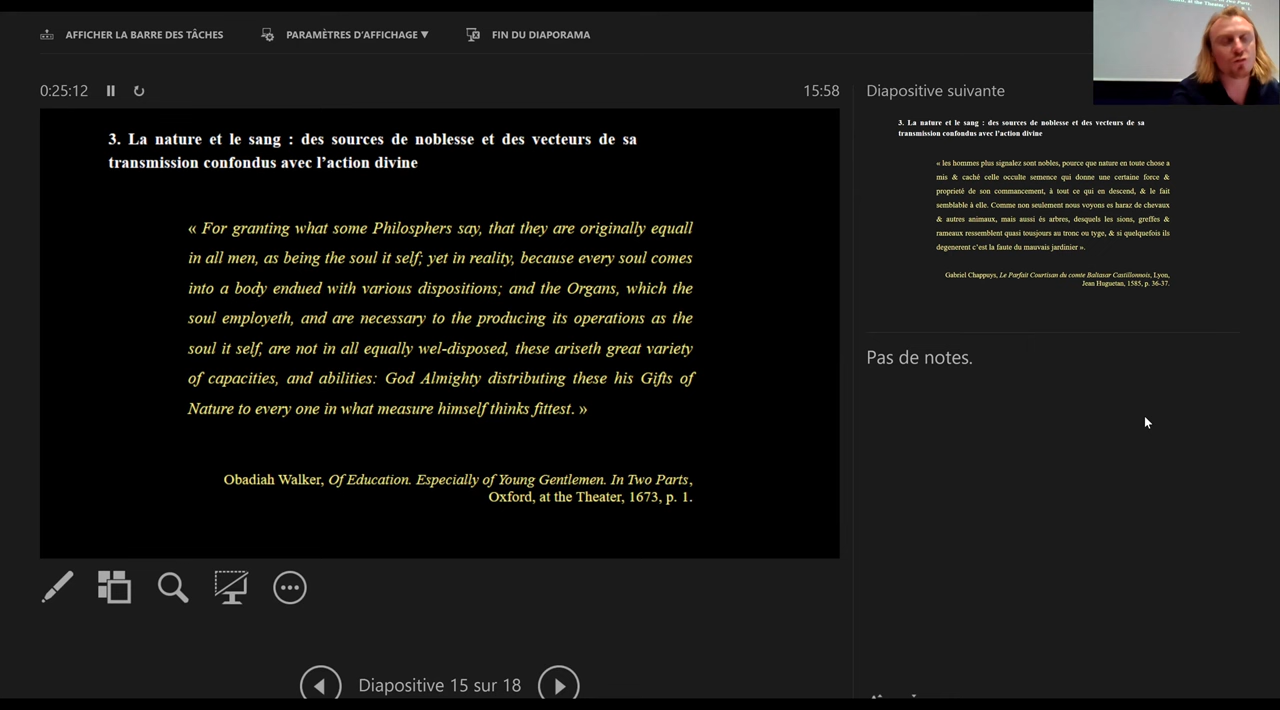 AFFICHER LA BARRE DES TÂCHES
PARAMÈTRES D'AFFICHAGE ▼
FIN DU DIAPORAMA
0:25:12
15:58
3. La nature et le sang : des sources de noblesse et des vecteurs de sa
transmission confondus avec l'action divine
« For granting what some Philosphers say, that they are originally equall
in all men, as being the soul it self; yet in reality, because every soul comes
into a body endued with various dispositions; and the Organs, which the
soul employeth, and are necessary to the producing its operations as the
soul it self, are not in all equally wel-disposed, these ariseth great variety
of capacities, and abilities: God Almighty distributing these his Gifts of
Nature to every one in what measure himself thinks fittest. »
Obadiah Walker, Of Education. Especially of Young Gentlemen. In Two Parts,
Oxford, at the Theater, 1673, p. 1.
Diapositive 15 sur 18
Diapositive suivante
3. La nature et le sang : des sources de noblesse et des vecteurs de sa
transmission confondus avec l'action divine
« les hommes plus signalez sont nobles, pource que nature en toute chose a
mis & caché celle occulte semence qui donne une certaine force &
proprieté de son commancement, à tout ce qui en descend, & le fait
semblable à elle. Comme non seulement nous voyons es haraz de chevaux
& autres animaux, mais aussi és arbres, desquels les sions, greffes &
rameaux ressemblent quasi tousjours au tronc ou tyge, & si quelquefois ils
degenerent c'est la faute du mauvais jardinier ».
Gabriel Chappuys, Le Parfait Courtisan du comte Baltasar Castillonnois, Lyon,
Jean Huguetan, 1585, p. 36-37.
Pas de notes.